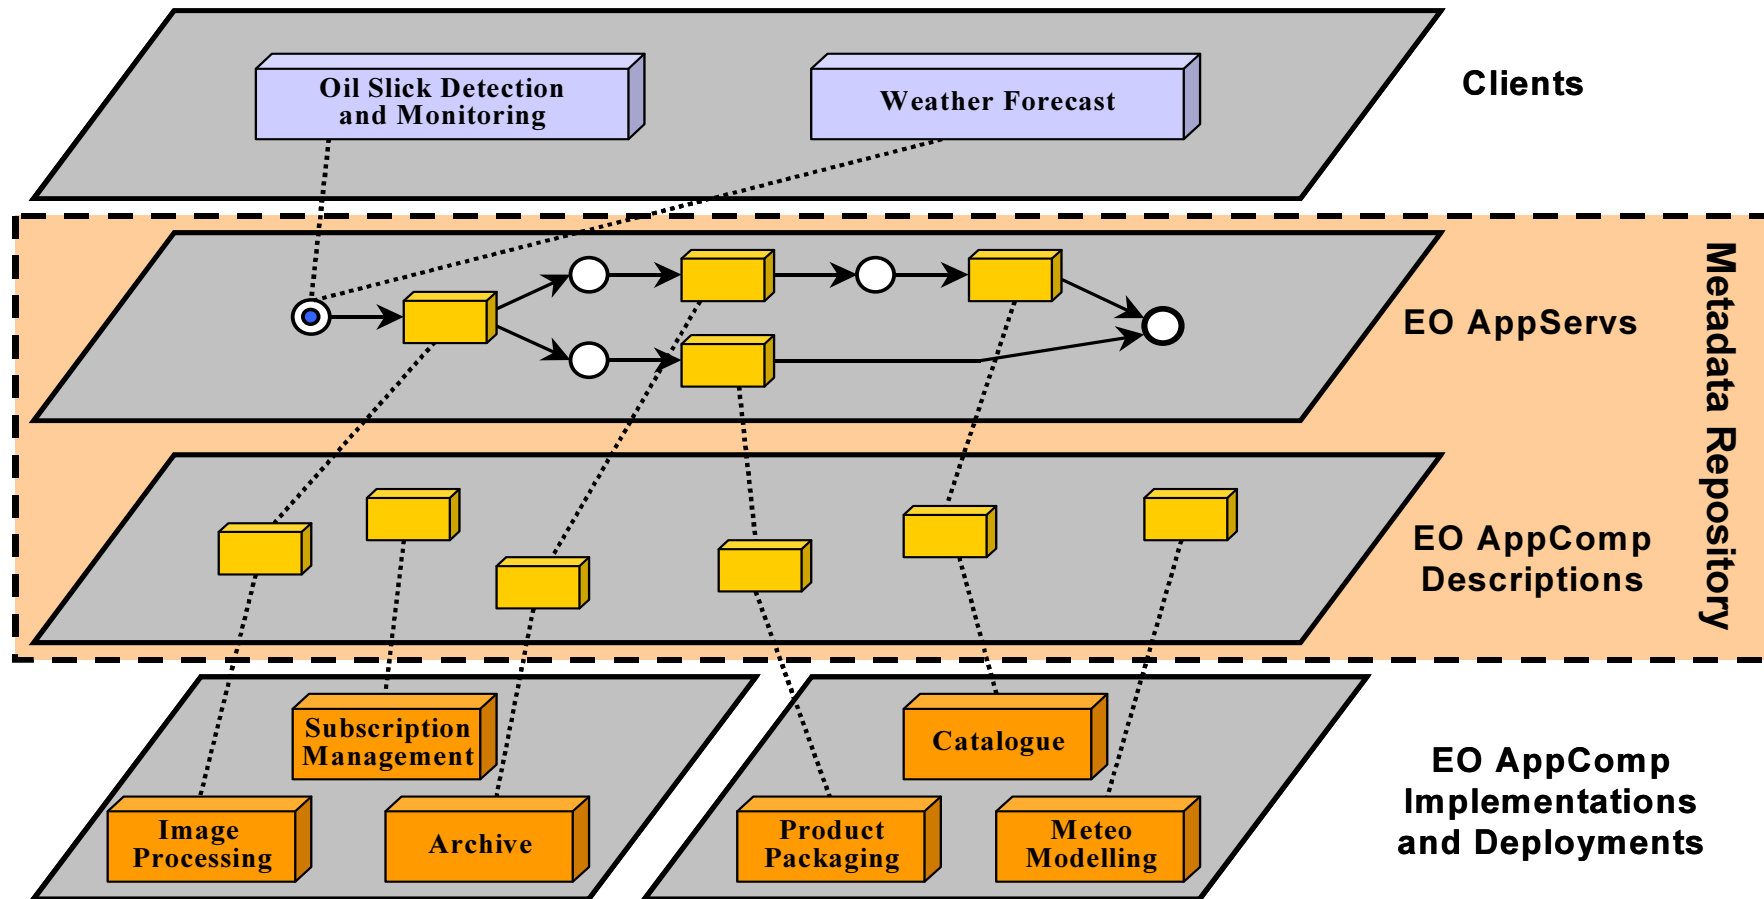 Oil Slick Detection
and Monitoring
Weather Forecast
Clients
EO AppServs
Metadata Repository
EO AppComp
Descriptions
Subscription
Management
Catalogue
Image
Processing
Archive
Product
Packaging
Meteo
Modelling
EO AppComp
Implementations
and Deployments